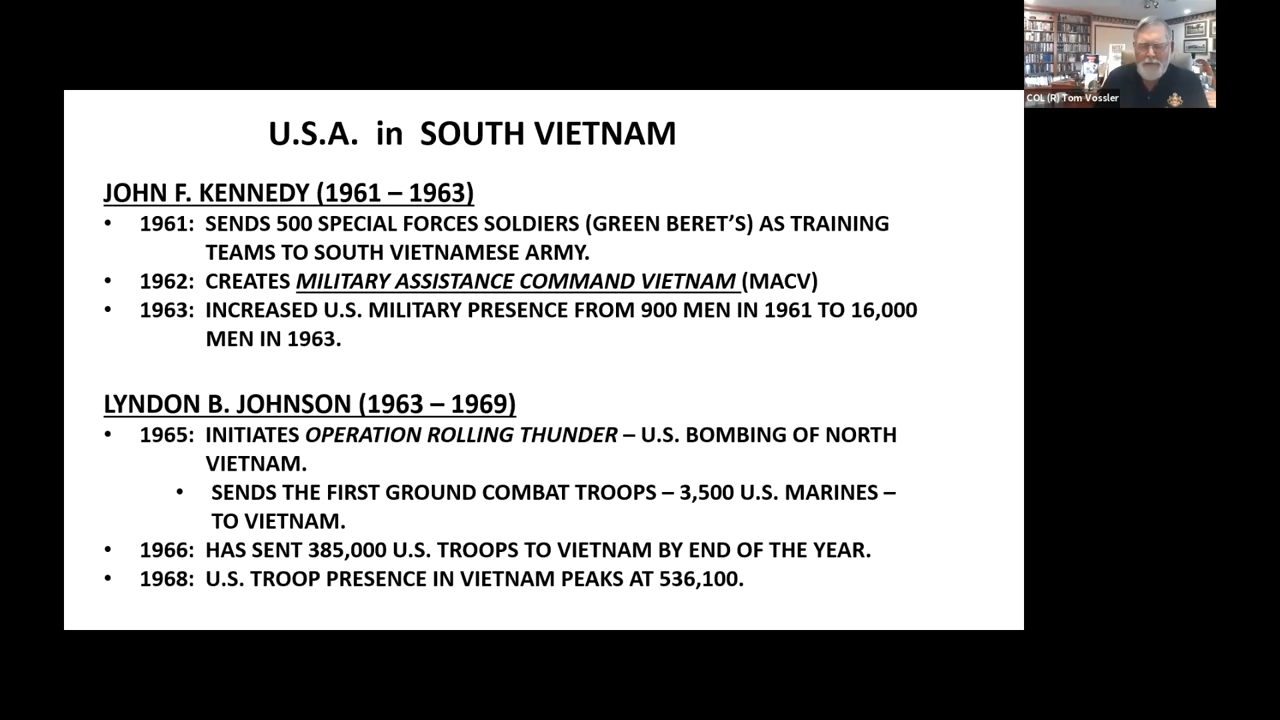 COL (R) Tom Vossler
U.S.A. in SOUTH VIETNAM
JOHN F. KENNEDY (1961 – 1963)
• 1961: SENDS 500 SPECIAL FORCES SOLDIERS (GREEN BERET’S) AS TRAINING
TEAMS TO SOUTH VIETNAMESE ARMY.
• 1962: CREATES MILITARY ASSISTANCE COMMAND VIETNAM (MACV)
• 1963: INCREASED U.S. MILITARY PRESENCE FROM 900 MEN IN 1961 TO 16,000
MEN IN 1963.
LYNDON B. JOHNSON (1963 – 1969)
• 1965: INITIATES OPERATION ROLLING THUNDER – U.S. BOMBING OF NORTH
VIETNAM.
• SENDS THE FIRST GROUND COMBAT TROOPS – 3,500 U.S. MARINES –
TO VIETNAM.
• 1966: HAS SENT 385,000 U.S. TROOPS TO VIETNAM BY END OF THE YEAR.
• 1968: U.S. TROOP PRESENCE IN VIETNAM PEAKS AT 536,100.